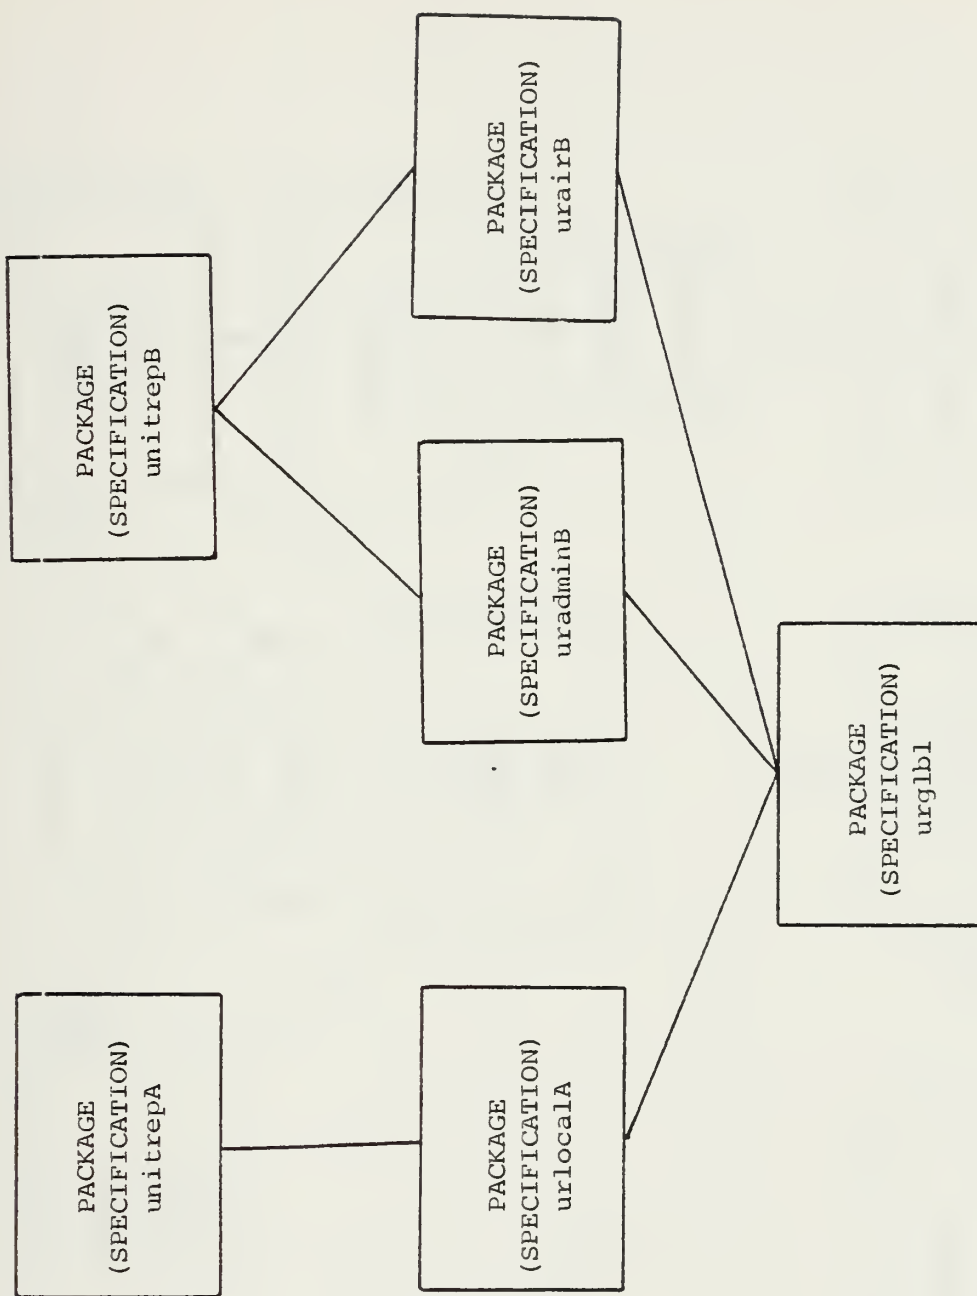 PACKAGE
(SPECIFICATION)
unitrepA
PACKAGE
(SPECIFICATION)
unitrepB
PACKAGE
(SPECIFICATION)
urlocalA
PACKAGE
(SPECIFICATION)
uradminB
PACKAGE
(SPECIFICATION)
urairB
PACKAGE
(SPECIFICATION)
urglbl